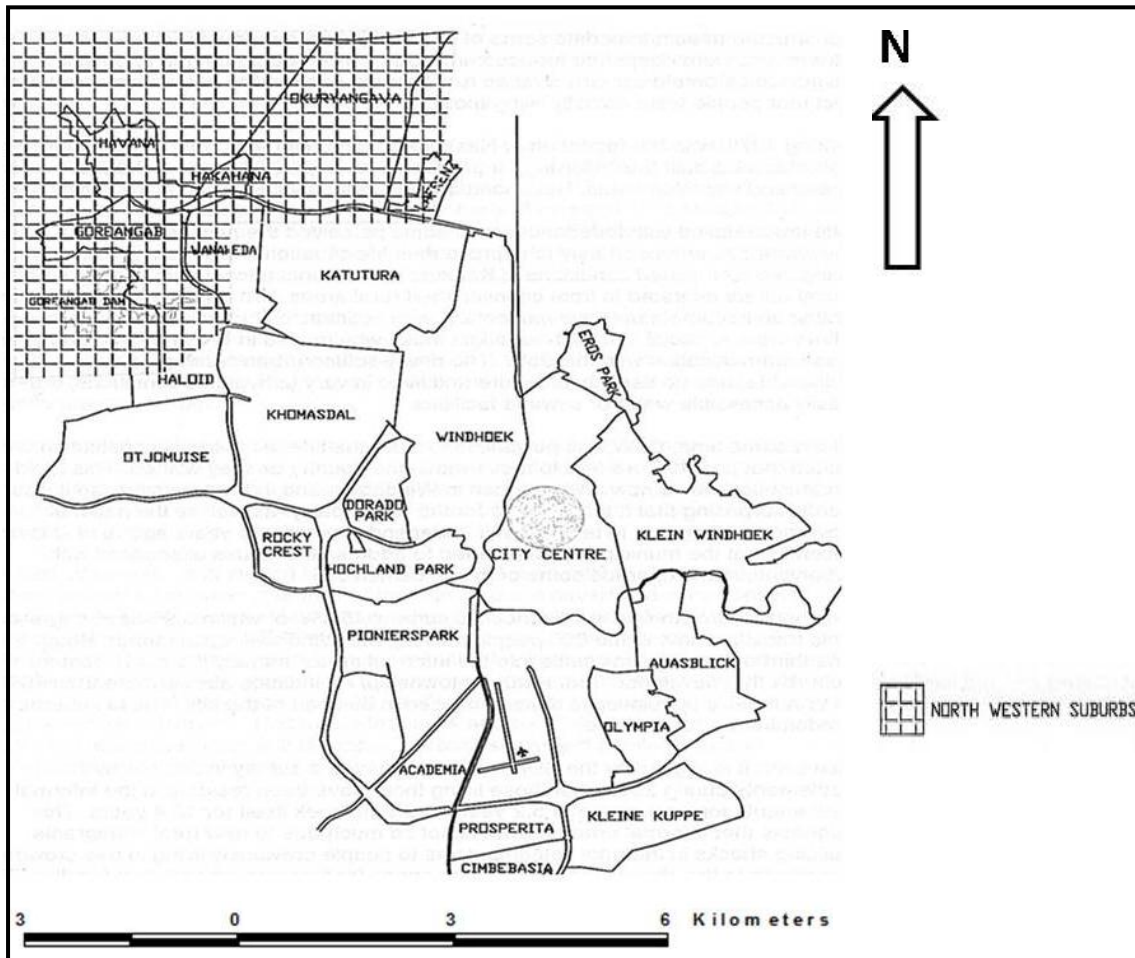 N
OKURYANGAVA
HAVANA
HAKAHANA
GOREANGAB
WANAHEDA
KATUTURA
GOREANGAB DAM
EROS PARK
HALOID
KHOMASDAL
WINDHOEK
OTJOMUISE
DORADO
PARK
ROCKY
CREST
CITY CENTRE
KLEIN WINDHOEK
HOCHLAND PARK
PIONIERSPARK
AUASBLICK
NORTH WESTERN SUBURBS
OLYMPIA
ACADEMIA
PROSPERITA
KLEINE KUPPE
CIMBEBASIA
3 0 3 6 Kilometers